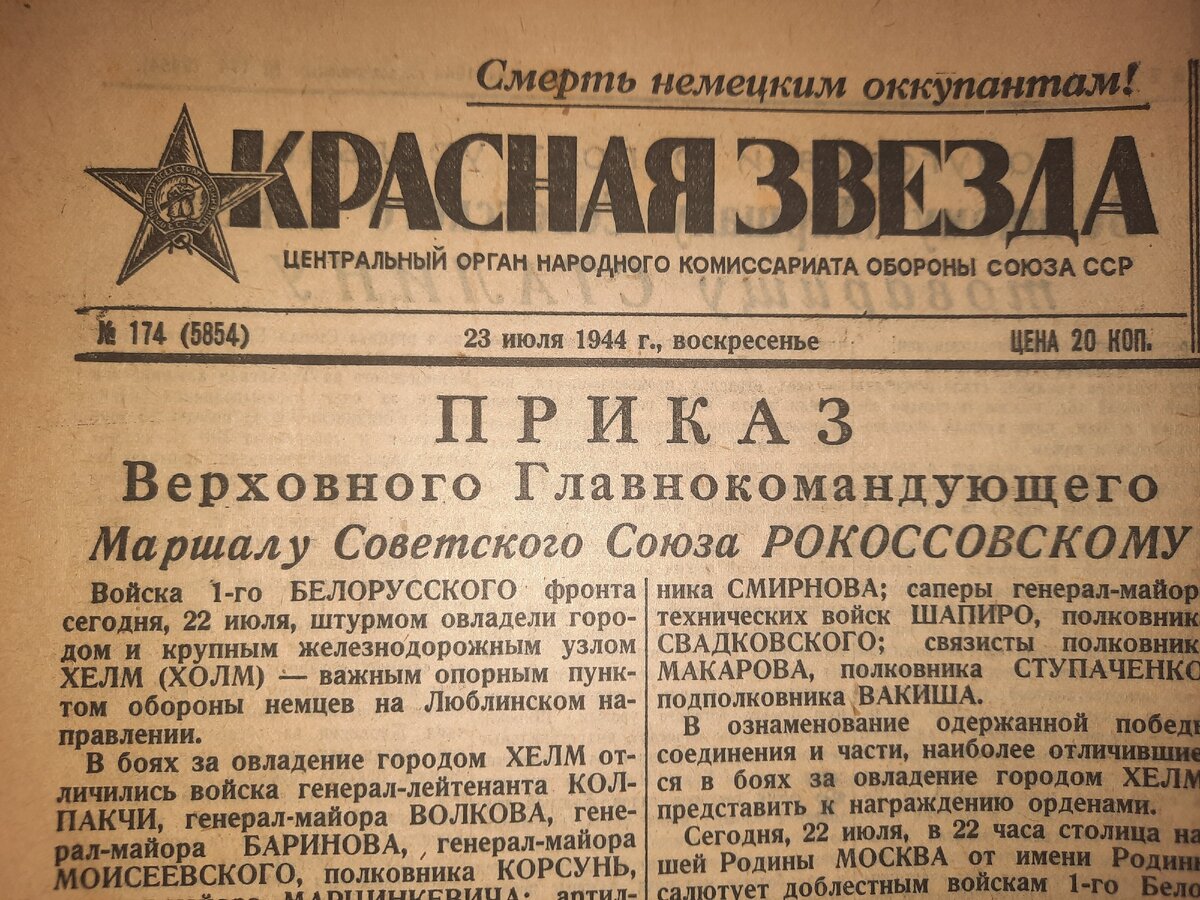 Смерть немецким оккупантам!
КРАСНАЯ ЗВЕЗДА
ЦЕНТРАЛЬНЫЙ ОРГАН НАРОДНОГО КОМИССАРИАТА ОБОРОНЫ СОЮЗА ССР
№ 174 (5854)
23 июля 1944 г., воскресенье
ЦЕНА 20 КОП.
ПРИКАЗ
Верховного Главнокомандующего
Маршалу Советского Союза РОКОССОВСКОМУ
Войска 1-го БЕЛОРУССКОГО фронта
сегодня, 22 июля, штурмом овладели горо-
дом и крупным железнодорожным узлом
ХЕЛМ (ХОЛМ) — важным опорным пунк-
том обороны немцев на Люблинском на-
правлении.
В боях за овладение городом ХЕЛМ от-
личились войска генерал-лейтенанта КОЛ-
ПАКЧИ, генерал-майора ВОЛКОВА, гене-
рал-майора БАРИНОВА, генерал-майора
МОИСЕЕВСКОГО, полковника КОРСУНЬ,
МАРЦИНКЕВИЧА; артил-
ника СМИРНОВА; саперы генерал-майор
технических войск ШАПИРО, полковник
СВАДКОВСКОГО; связисты полковник
МАКАРОВА, полковника СТУПАЧЕНКО
подполковника ВАКИША.
В ознаменование одержанной побед
соединения и части, наиболее отличившие
ся в боях за овладение городом ХЕЛМ
представить к награждению орденами.
Сегодня, 22 июля, в 22 часа столица на
шей Родины МОСКВА от имени Родин
салютует доблестным войскам 1-го Бело